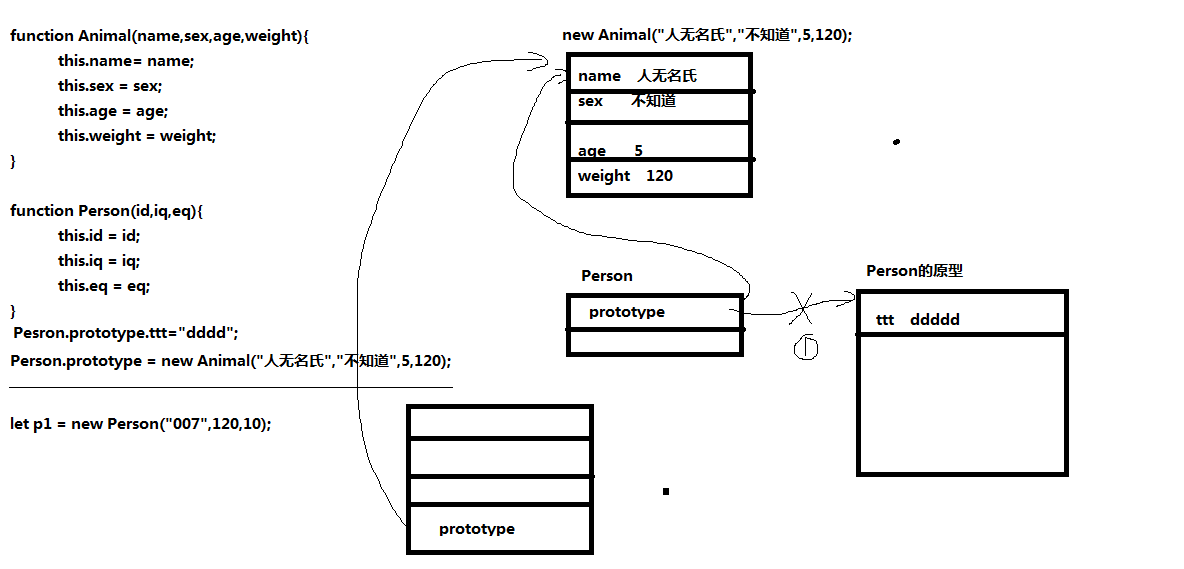 function Animal(name,sex,age,weight){
this.name= name;
this.sex = sex;
this.age = age;
this.weight = weight;
}
function Person(id,iq,eq){
this.id = id;
this.iq = iq;
this.eq = eq;
}
Pesron.prototype.ttt="dddd";
Person.prototype = new Animal("人无名氏","不知道",5,120);
let p1 = new Person("007",120,10);
new Animal("人无名氏","不知道",5,120);
name 人无名氏
sex 不知道
age 5
weight 120
Person
prototype
①
Person的原型
ttt ddddd
prototype